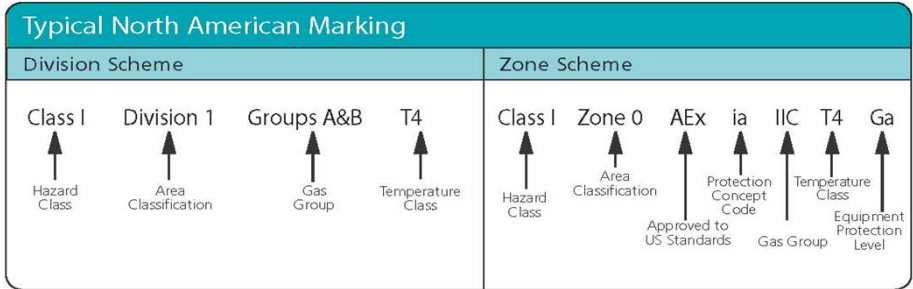 Typical North American Marking
Division Scheme
Class I Division 1 Groups A&B T4
Hazard
Class
Area
Classification
Gas
Group
Temperature
Class
Zone Scheme
Class I Zone 0 AEx ia IIC T4 Ga
Hazard
Class
Area
Classification
Approved to
US Standards
Protection
Concept
Code
Gas Group
Temperature
Class
Equipment
Protection
Level